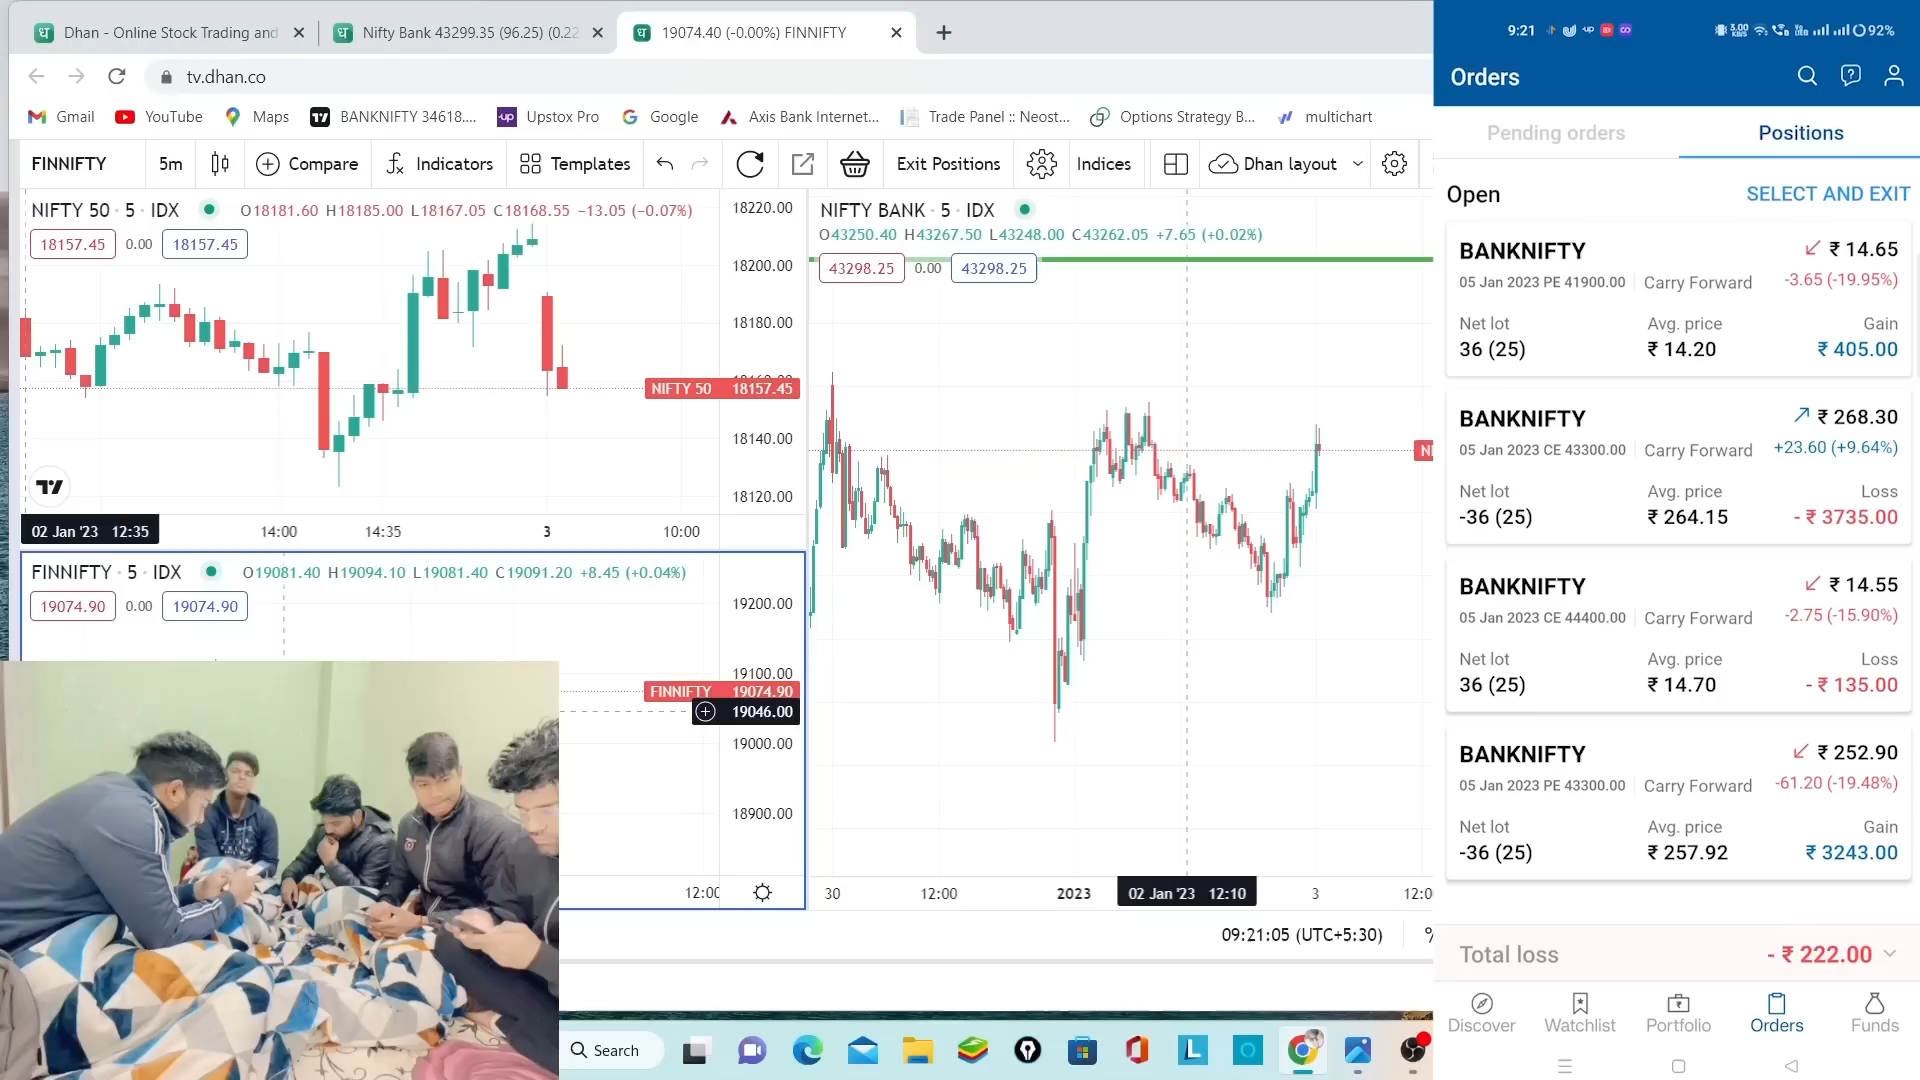 Dhan - Online Stock Trading and
Nifty Bank 43299.35 (96.25) (0.22
19074.40 (-0.00%) FINNIFTY
tv.dhan.co
Gmail
YouTube
Maps
BANKNIFTY 34618....
Upstox Pro
Google
Axis Bank Internet...
Trade Panel :: Neost...
Options Strategy B...
multichart
FINNIFTY
5m
Compare
Indicators
Templates
Exit Positions
Indices
Dhan layout
NIFTY 50 · 5 · IDX
O18181.60 H18185.00 L18167.05 C18168.55 −13.05 (−0.07%)
18157.45 0.00 18157.45
18220.00
18200.00
18180.00
18160.00
NIFTY 50 18157.45
18140.00
18120.00
02 Jan '23 12:35
14:00
14:35
3
10:00
FINNIFTY · 5 · IDX
O19081.40 H19094.10 L19081.40 C19091.20 +8.45 (+0.04%)
19074.90 0.00 19074.90
19200.00
19100.00
FINNIFTY 19074.90
19046.00
19000.00
18900.00
12:00
NIFTY BANK · 5 · IDX
O43250.40 H43267.50 L43248.00 C43262.05 +7.65 (+0.02%)
43298.25 0.00 43298.25
NI
30
12:00
2023
02 Jan '23 12:10
3
12:0
09:21:05 (UTC+5:30)
%
Search
9:21
92%
Orders
Pending orders
Positions
Open
SELECT AND EXIT
BANKNIFTY
₹ 14.65
05 Jan 2023 PE 41900.00
Carry Forward
-3.65 (-19.95%)
Net lot
Avg. price
Gain
36 (25)
₹ 14.20
₹ 405.00
BANKNIFTY
₹ 268.30
05 Jan 2023 CE 43300.00
Carry Forward
+23.60 (+9.64%)
Net lot
Avg. price
Loss
-36 (25)
₹ 264.15
- ₹ 3735.00
BANKNIFTY
₹ 14.55
05 Jan 2023 CE 44400.00
Carry Forward
-2.75 (-15.90%)
Net lot
Avg. price
Loss
36 (25)
₹ 14.70
- ₹ 135.00
BANKNIFTY
₹ 252.90
05 Jan 2023 PE 43300.00
Carry Forward
-61.20 (-19.48%)
Net lot
Avg. price
Gain
-36 (25)
₹ 257.92
₹ 3243.00
Total loss
- ₹ 222.00
Discover
Watchlist
Portfolio
Orders
Funds